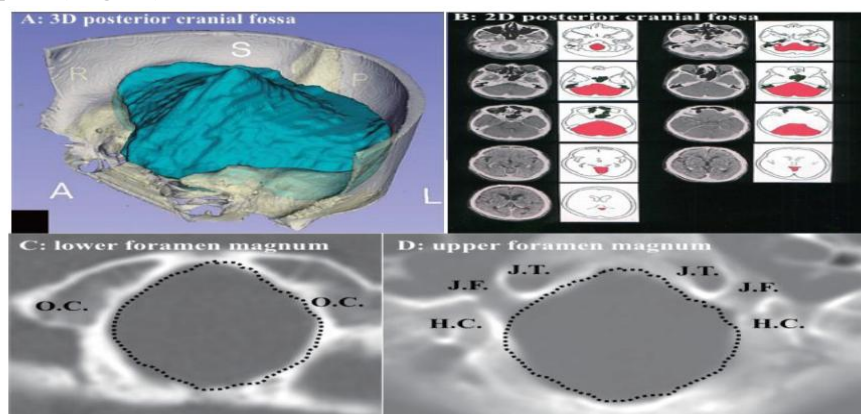 A: 3D posterior cranial fossa
S
R
P
A
L
B: 2D posterior cranial fossa
C: lower foramen magnum
O.C.
O.C.
D: upper foramen magnum
J.T.
J.T.
J.F.
J.F.
H.C.
H.C.